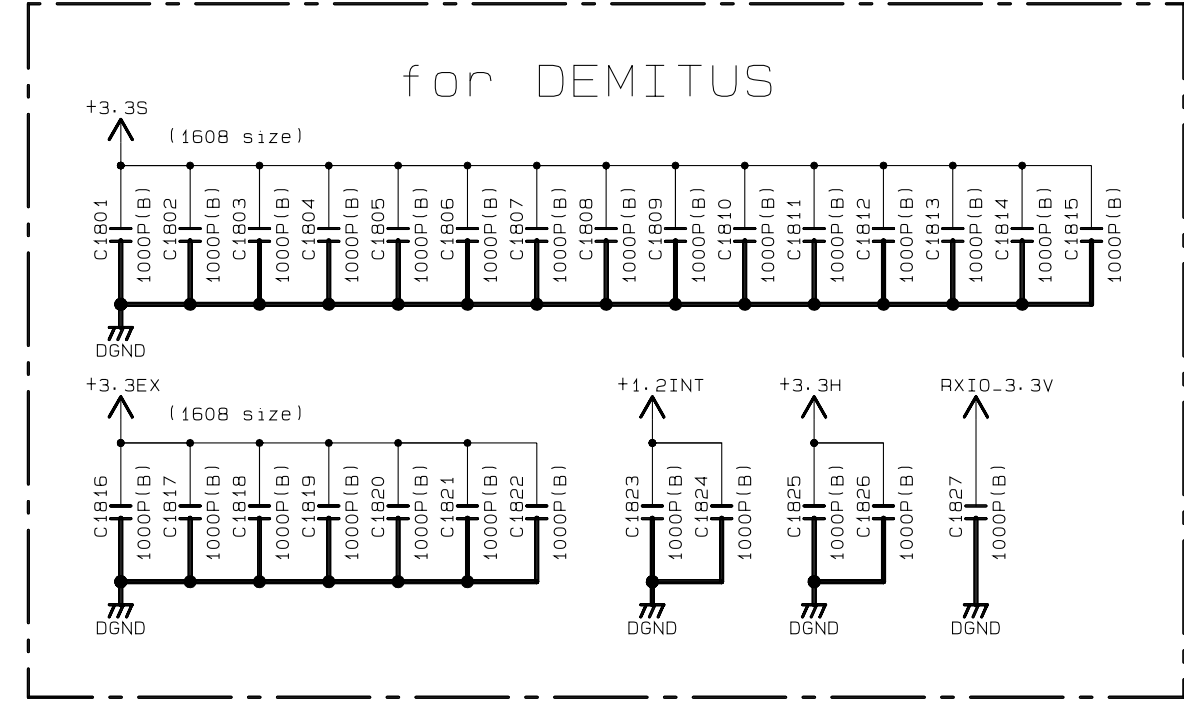 for DEMITUS
+3.3S
(1608 size)
C1801
1000P(B)
C1802
1000P(B)
C1803
1000P(B)
C1804
1000P(B)
C1805
1000P(B)
C1806
1000P(B)
C1807
1000P(B)
C1808
1000P(B)
C1809
1000P(B)
C1810
1000P(B)
C1811
1000P(B)
C1812
1000P(B)
C1813
1000P(B)
C1814
1000P(B)
C1815
1000P(B)
DGND
+3.3EX
(1608 size)
C1816
1000P(B)
C1817
1000P(B)
C1818
1000P(B)
C1819
1000P(B)
C1820
1000P(B)
C1821
1000P(B)
C1822
1000P(B)
DGND
+1.2INT
C1823
1000P(B)
C1824
1000P(B)
DGND
+3.3H
C1825
1000P(B)
C1826
1000P(B)
DGND
AXIO_3.3V
C1827
1000P(B)
DGND